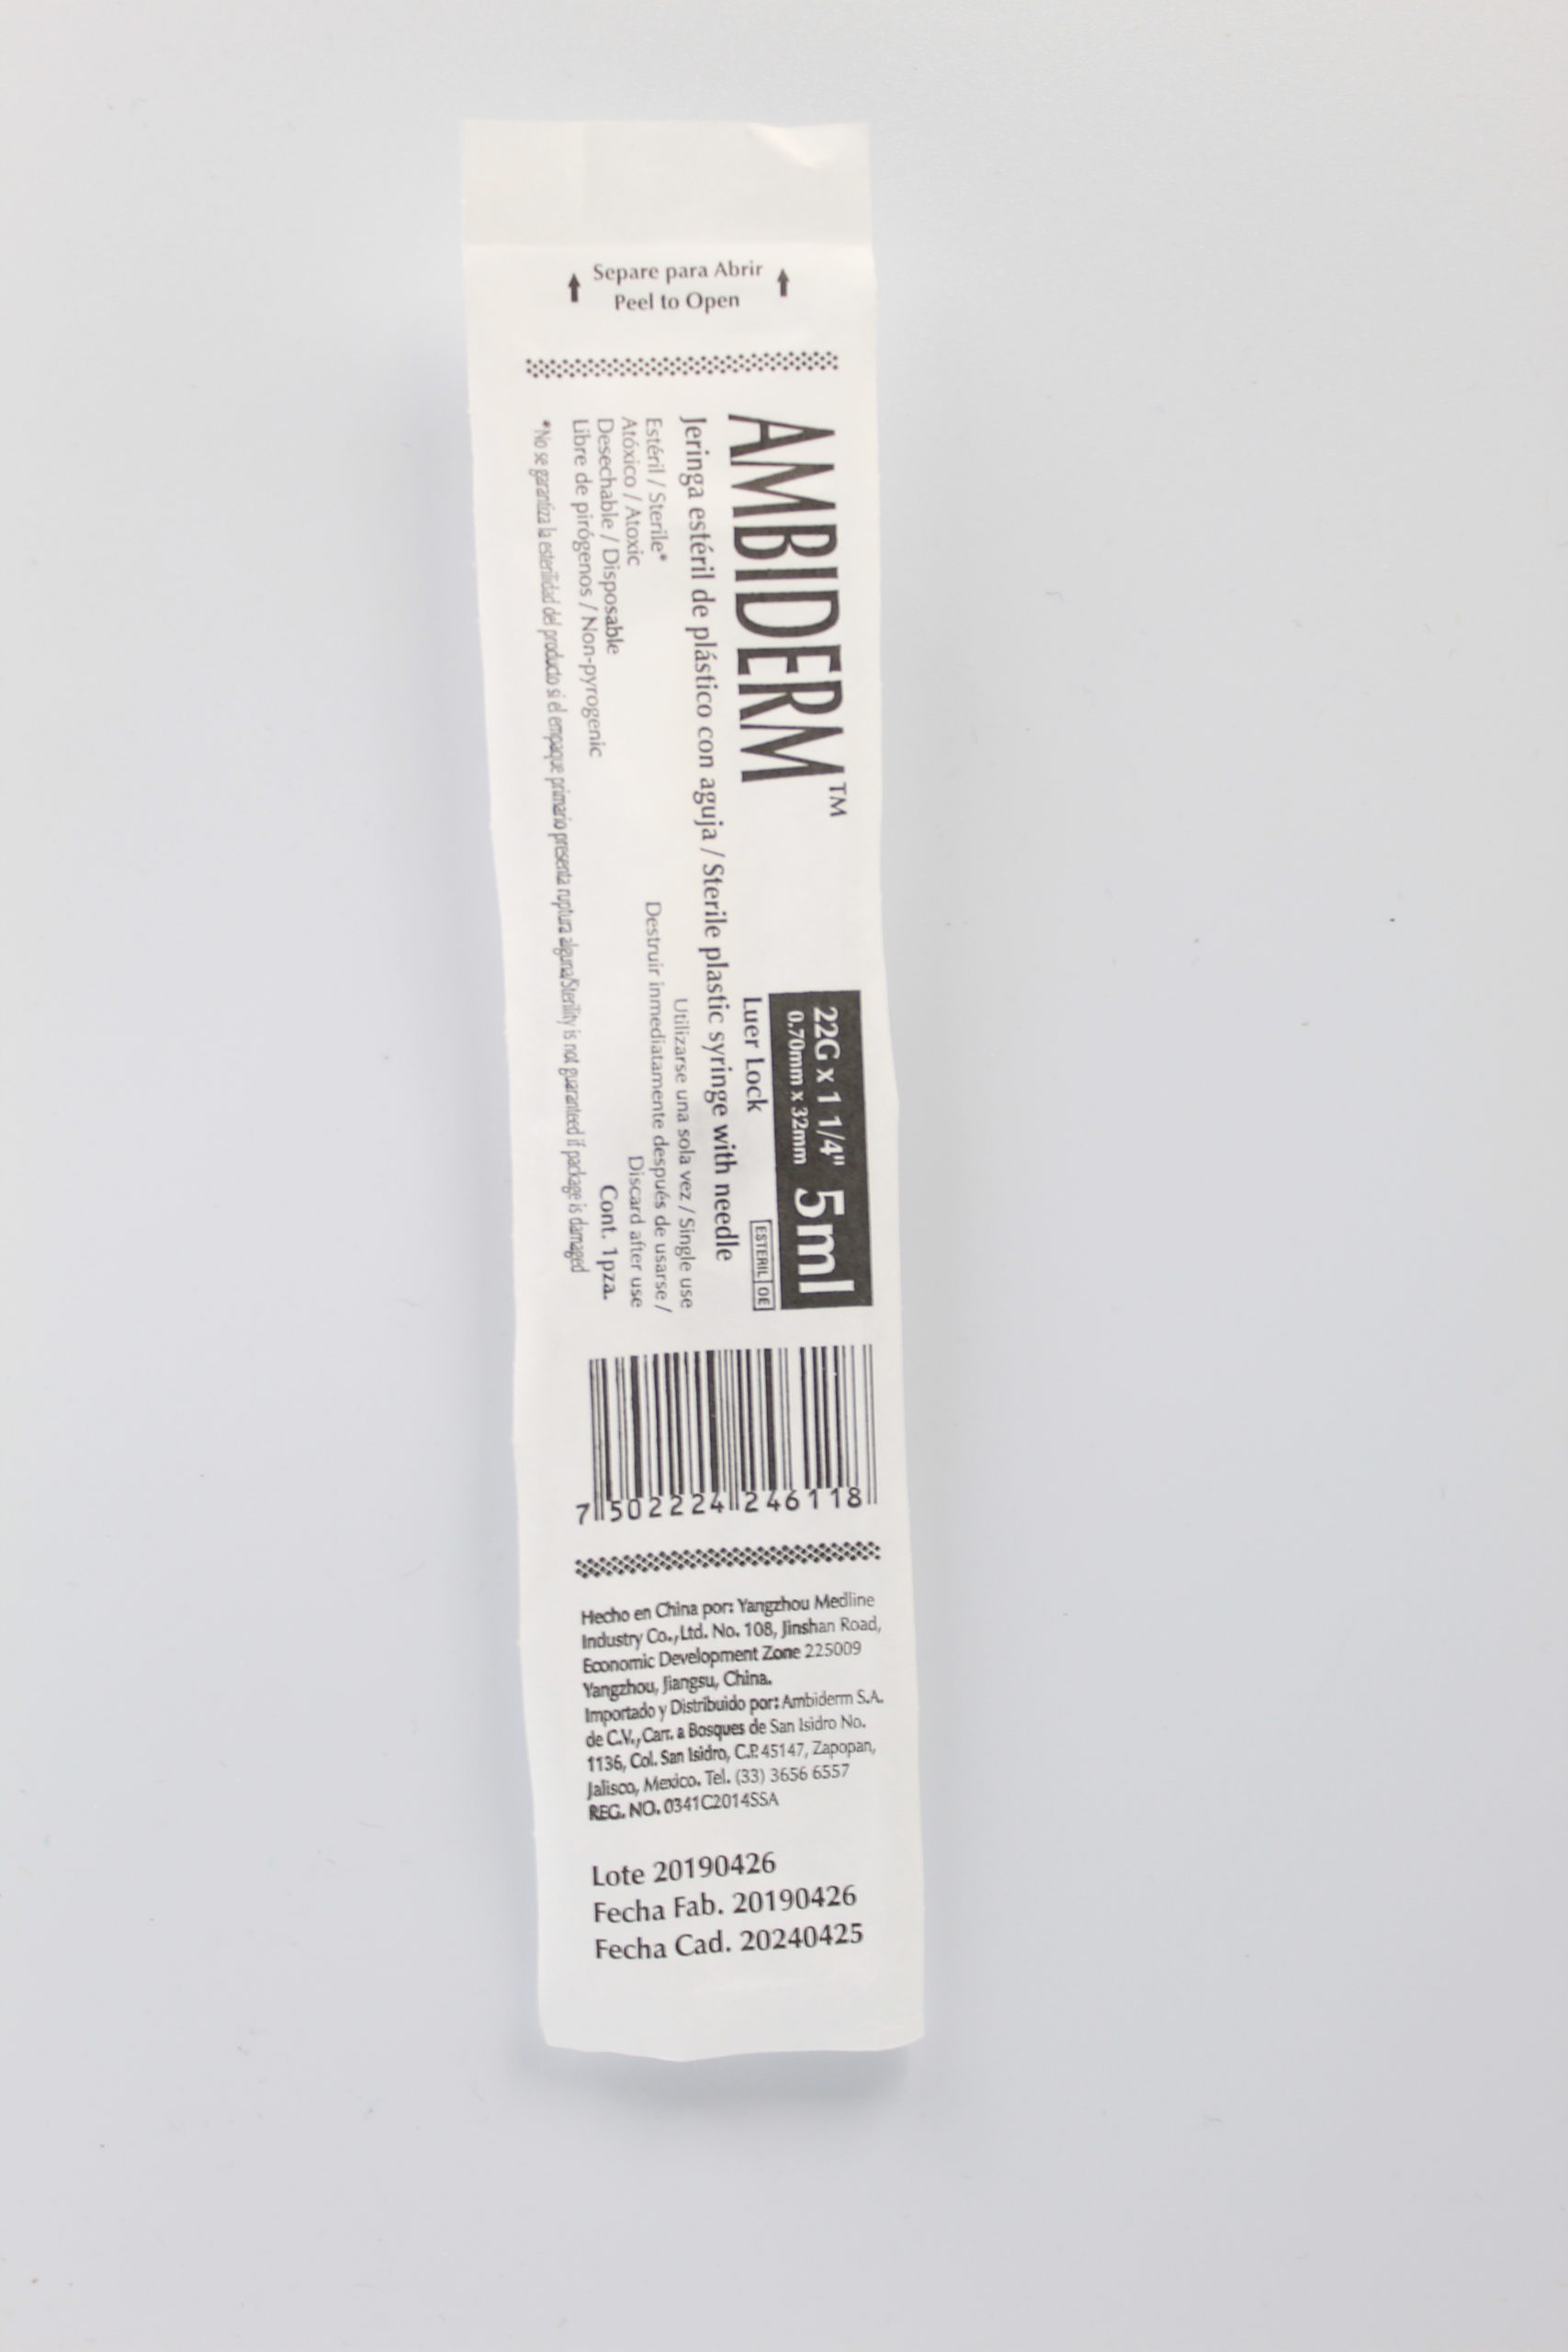 Separe para Abrir
Peel to Open
AMBIDERM™
22G x 1 1/4"
0.70mm x 32mm
5ml
Luer Lock
ESTERIL OE
Jeringa estéril de plástico con aguja / Sterile plastic syringe with needle
Estéril / Sterile*
Atóxico / Atoxic
Desechable / Disposable
Libre de pirógenos / Non-pyrogenic
Utilizarse una sola vez / Single use
Destruir inmediatamente después de usarse /
Discard after use
Cont. 1pza.
*No se garantiza la esterilidad del producto si el empaque primario presenta ruptura alguna/Sterility is not guaranteed if package is damaged
7 502224 246118
Hecho en China por: Yangzhou Medline
Industry Co., Ltd. No. 108, Jinshan Road,
Economic Development Zone 225009
Yangzhou, Jiangsu, China.
Importado y Distribuido por: Ambiderm S.A.
de C.V., Carr. a Bosques de San Isidro No.
1136, Col. San Isidro, C.P. 45147, Zapopan,
Jalisco, Mexico. Tel. (33) 3656 6557
REG. NO. 0341C2014SSA
Lote 20190426
Fecha Fab. 20190426
Fecha Cad. 20240425